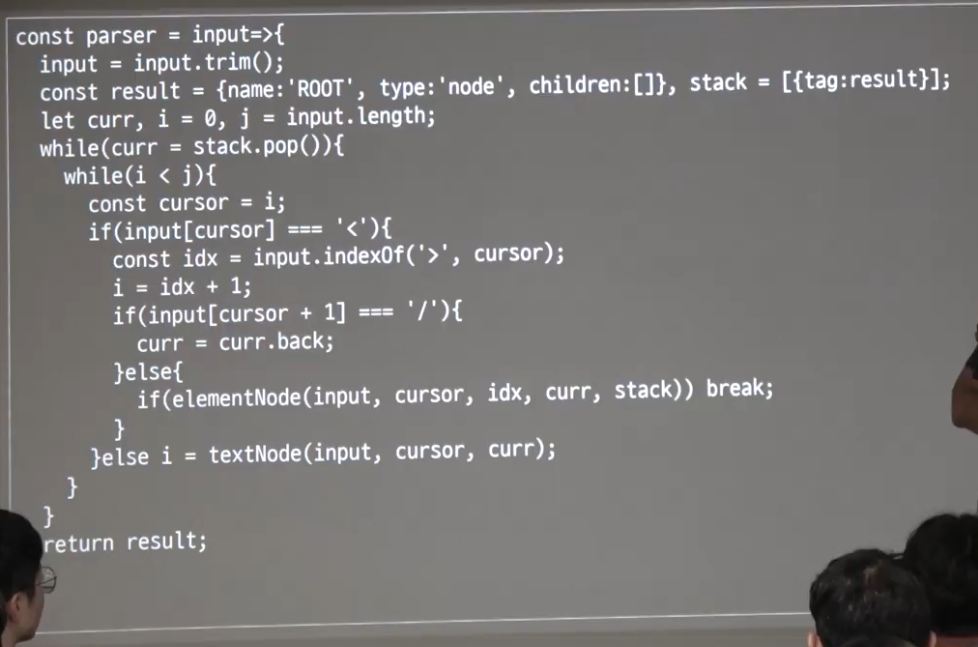 const parser = input=>{
  input = input.trim();
  const result = {name:'ROOT', type:'node', children:[]}, stack = [{tag:result}];
  let curr, i = 0, j = input.length;
  while(curr = stack.pop()){
    while(i < j){
      const cursor = i;
      if(input[cursor] === '<'){
        const idx = input.indexOf('>', cursor);
        i = idx + 1;
        if(input[cursor + 1] === '/'){
          curr = curr.back;
        }else{
          if(elementNode(input, cursor, idx, curr, stack)) break;
        }
      }else i = textNode(input, cursor, curr);
    }
  }
  return result;